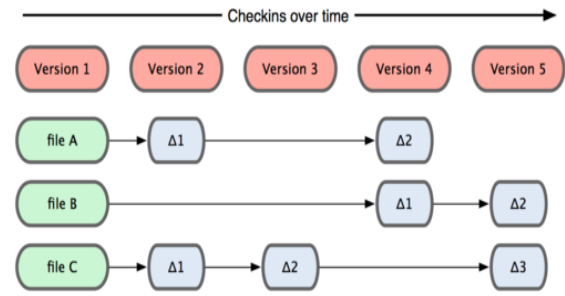 Checkins over time
Version 1 Version 2 Version 3 Version 4 Version 5
file A Δ1 Δ2
file B Δ1 Δ2
file C Δ1 Δ2 Δ3